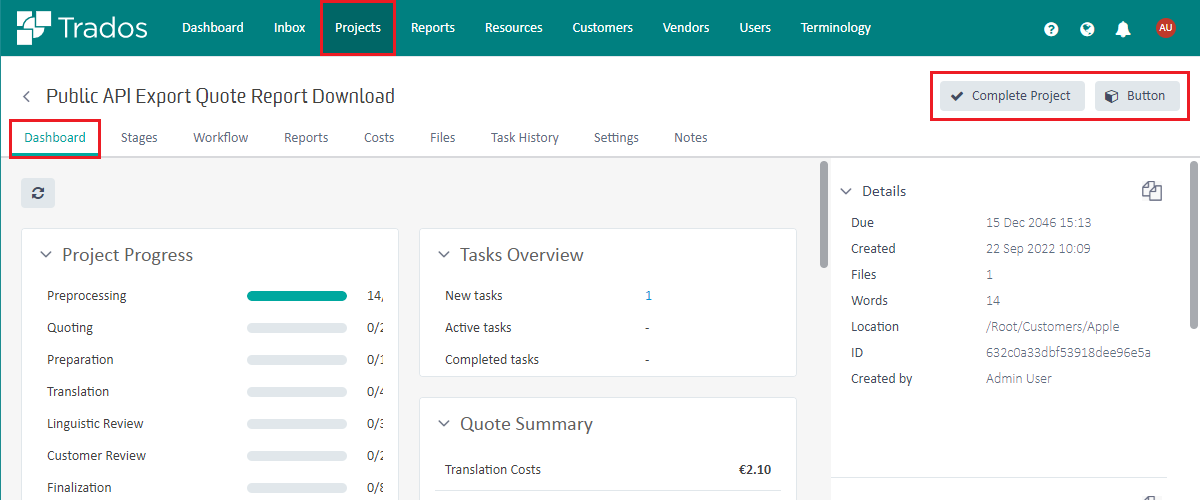 Trados Dashboard Inbox Projects Reports Resources Customers Vendors Users Terminology ? AU
Public API Export Quote Report Download Complete Project Button
Dashboard Stages Workflow Reports Costs Files Task History Settings Notes
Project Progress
Preprocessing 14,
Quoting 0/2
Preparation 0/1
Translation 0/4
Linguistic Review 0/3
Customer Review 0/2
Finalization 0/8
Tasks Overview
New tasks 1
Active tasks -
Completed tasks -
Quote Summary
Translation Costs €2.10
Details
Due 15 Dec 2046 15:13
Created 22 Sep 2022 10:09
Files 1
Words 14
Location /Root/Customers/Apple
ID 632c0a33dbf53918dee96e5a
Created by Admin User